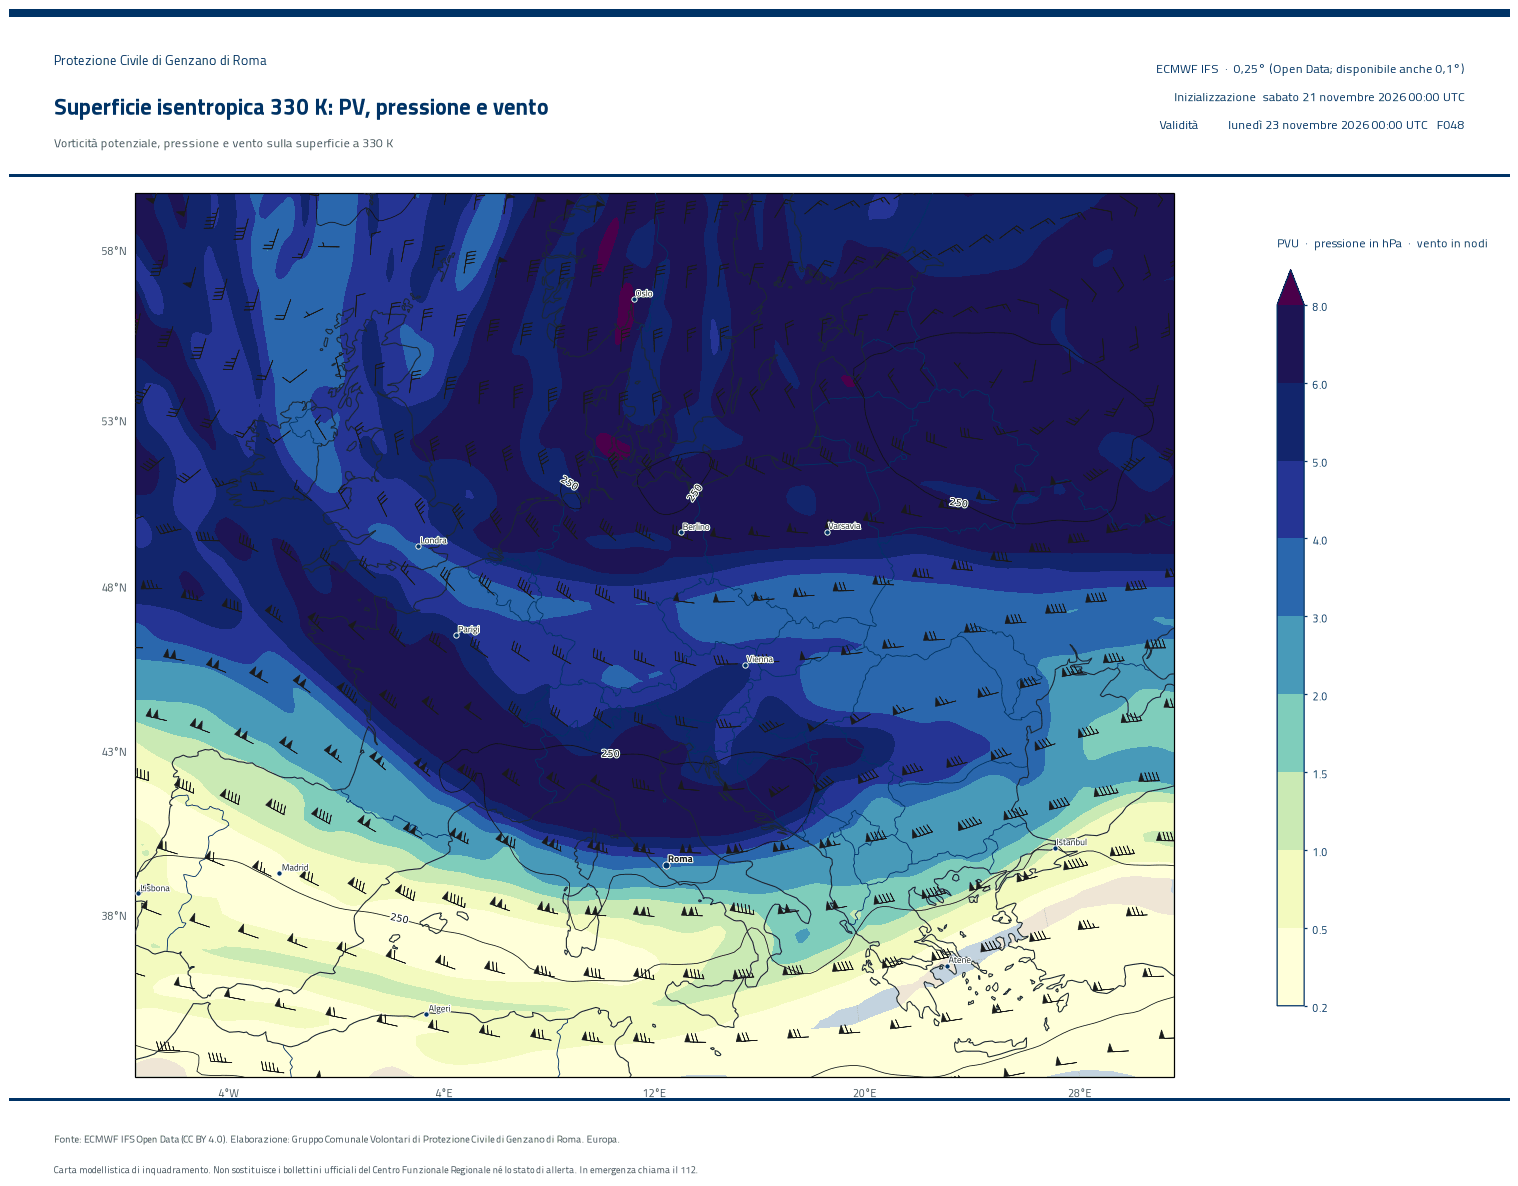 Protezione Civile di Genzano di Roma
Superficie isentropica 330 K: PV, pressione e vento
Vorticità potenziale, pressione e vento sulla superficie a 330 K
ECMWF IFS · 0,25° (Open Data; disponibile anche 0,1°)
Inizializzazione sabato 21 novembre 2026 00:00 UTC
Validità lunedì 23 novembre 2026 00:00 UTC F048
PVU · pressione in hPa · vento in nodi
8.0
6.0
5.0
4.0
3.0
2.0
1.5
1.0
0.5
0.2
58°N
53°N
48°N
43°N
38°N
4°W
4°E
12°E
20°E
28°E
Oslo
250
250
250
Berlino
Varsavia
Londra
Parigi
Vienna
250
Roma
Istanbul
Madrid
Lisbona
250
Atene
Algeri
Fonte: ECMWF IFS Open Data (CC BY 4.0). Elaborazione: Gruppo Comunale Volontari di Protezione Civile di Genzano di Roma. Europa.
Carta modellistica di inquadramento. Non sostituisce i bollettini ufficiali del Centro Funzionale Regionale né lo stato di allerta. In emergenza chiama il 112.